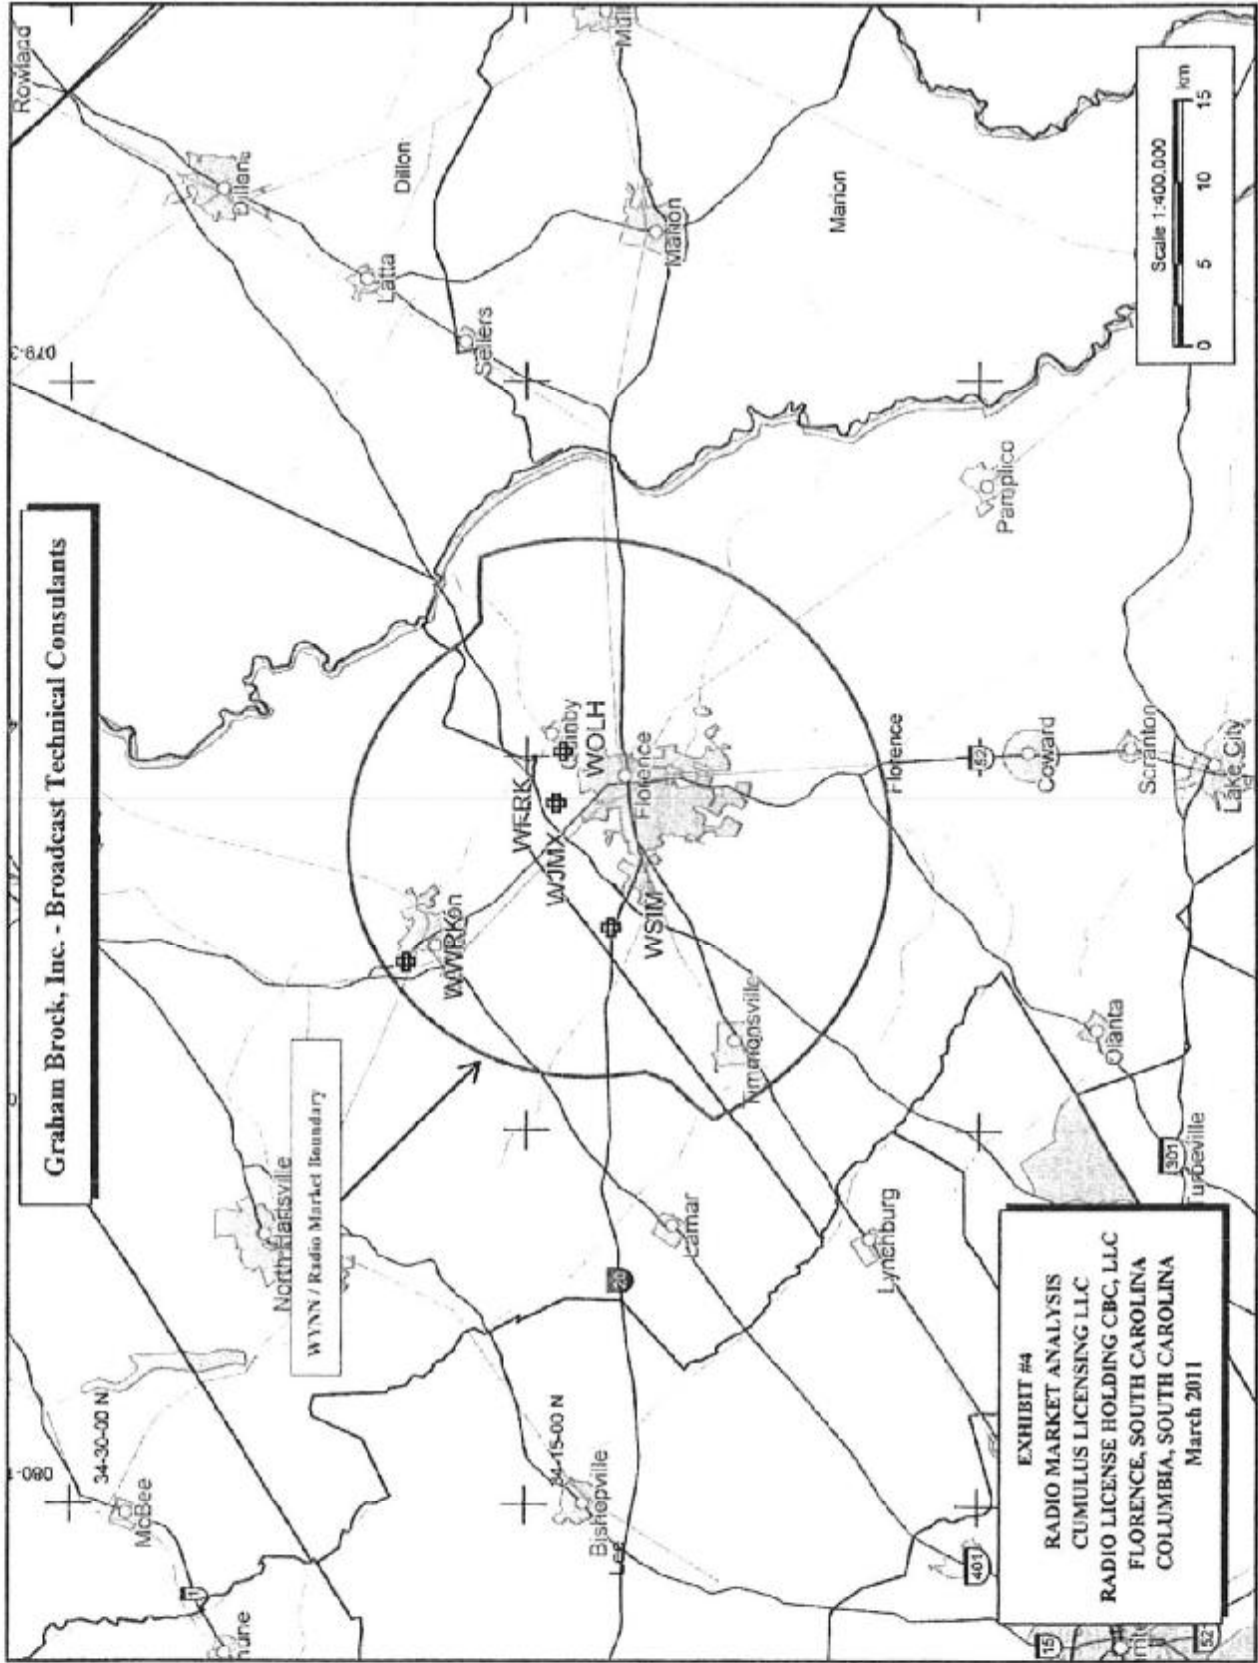 Graham Brock, Inc. - Broadcast Technical Consulants
Rowland
Dillon
Latta
Sellers
Marion
Marion
Pamplico
WYNN / Radio Market Boundary
North Hartsville
WWRKon
WFRK
WJMX
WOLH
Quinby
Florence
WSIM
Timmonsville
Florence
52
Coward
Scranton
Lake City
Olanta
301
Lamar
Lynchburg
20
34-30-00 N
McBee
1
34-15-00 N
Bishopville
Lee
401
15
52
Scale 1:400,000
0 5 10 15
km
EXHIBIT #4
RADIO MARKET ANALYSIS
CUMULUS LICENSING LLC
RADIO LICENSE HOLDING CBC, LLC
FLORENCE, SOUTH CAROLINA
COLUMBIA, SOUTH CAROLINA
March 2011